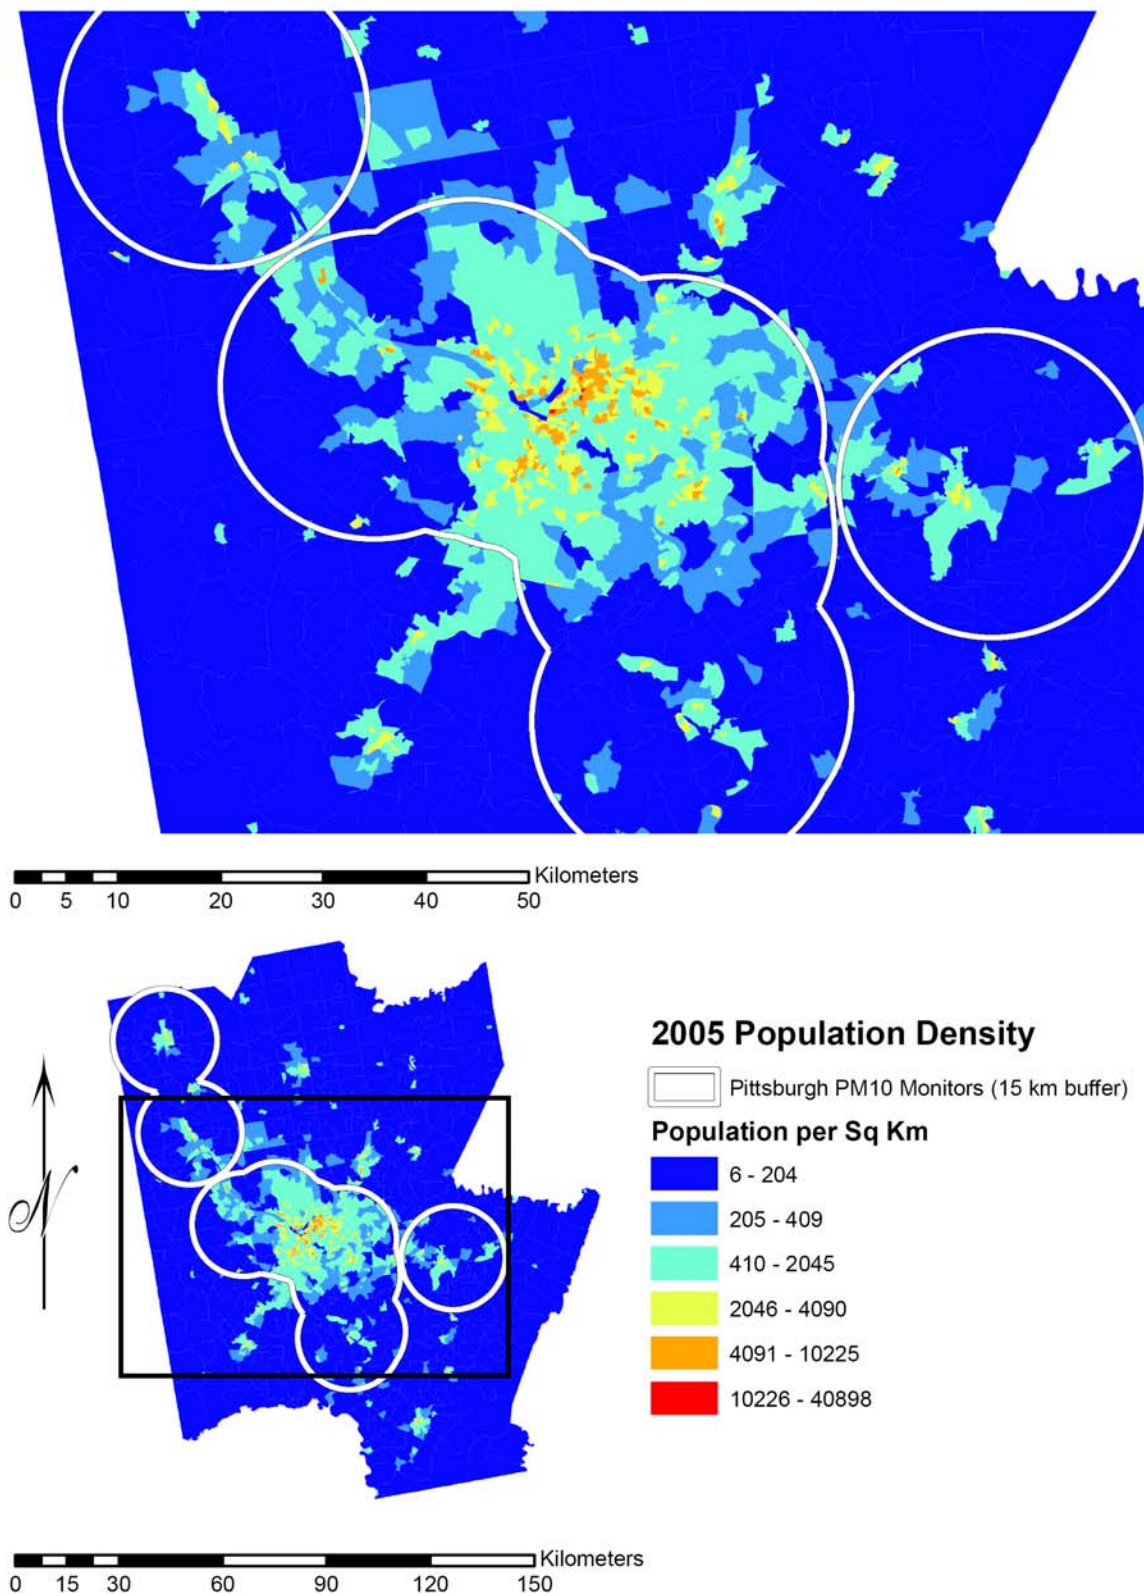 Kilometers
0 5 10 20 30 40 50
N
2005 Population Density
Pittsburgh PM10 Monitors (15 km buffer)
Population per Sq Km
6 - 204
205 - 409
410 - 2045
2046 - 4090
4091 - 10225
10226 - 40898
Kilometers
0 15 30 60 90 120 150